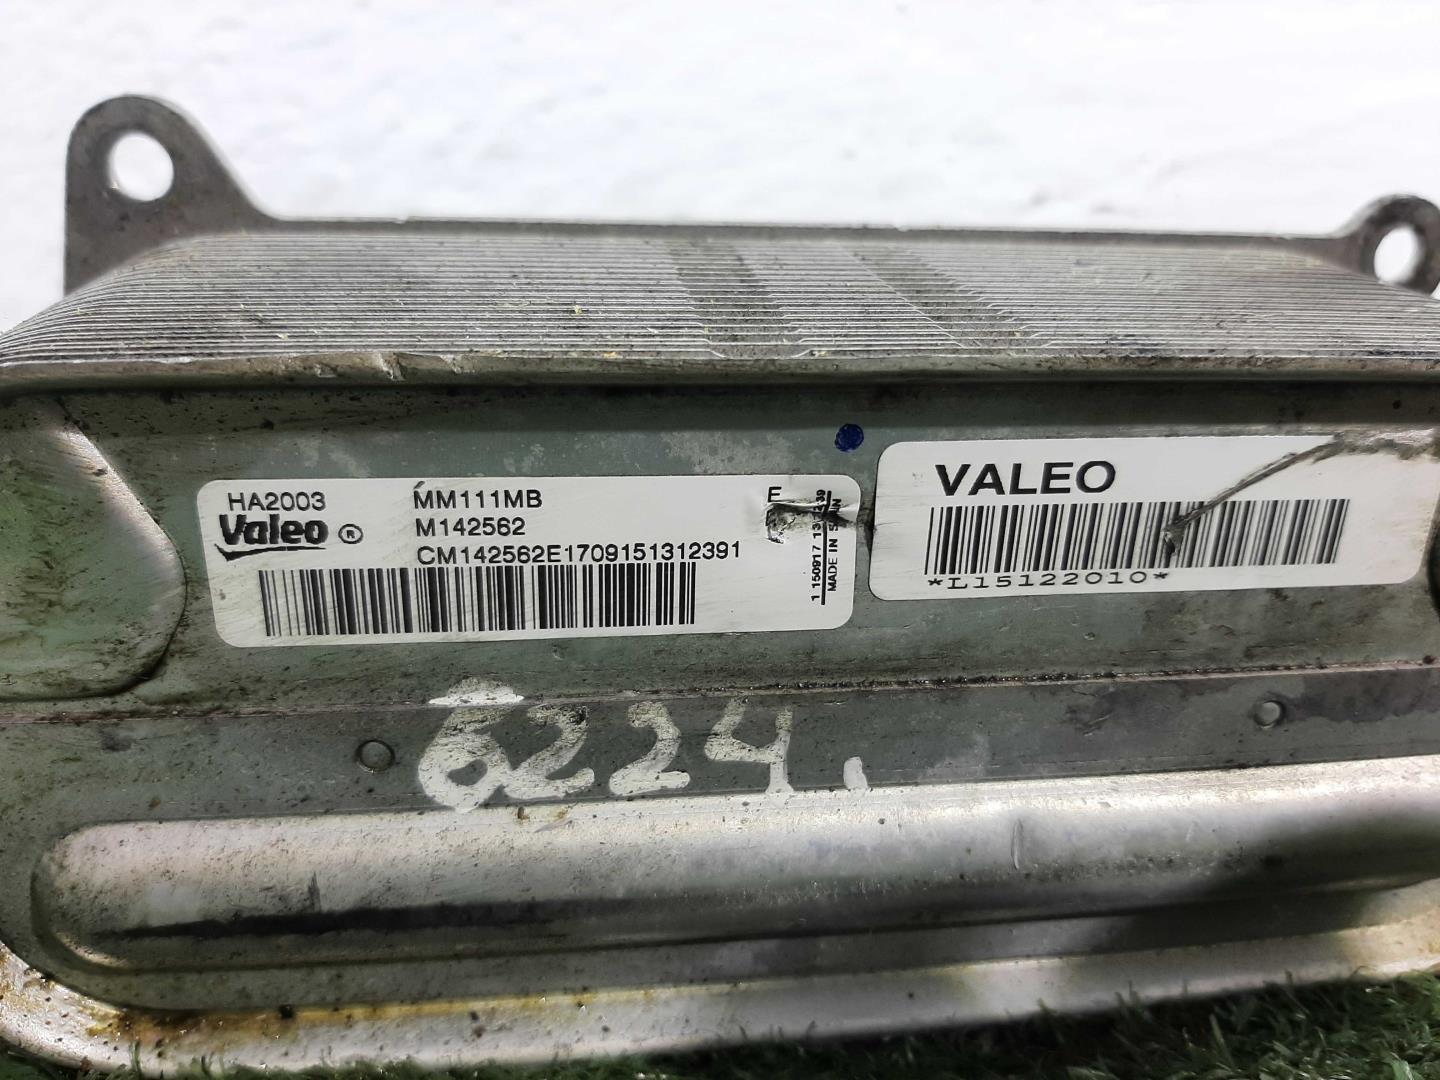 HA2003 MM111MB
Valeo ® M142562
CM142562E1709151312391
MADE IN SPAIN
VALEO
*L15122010*
6224.